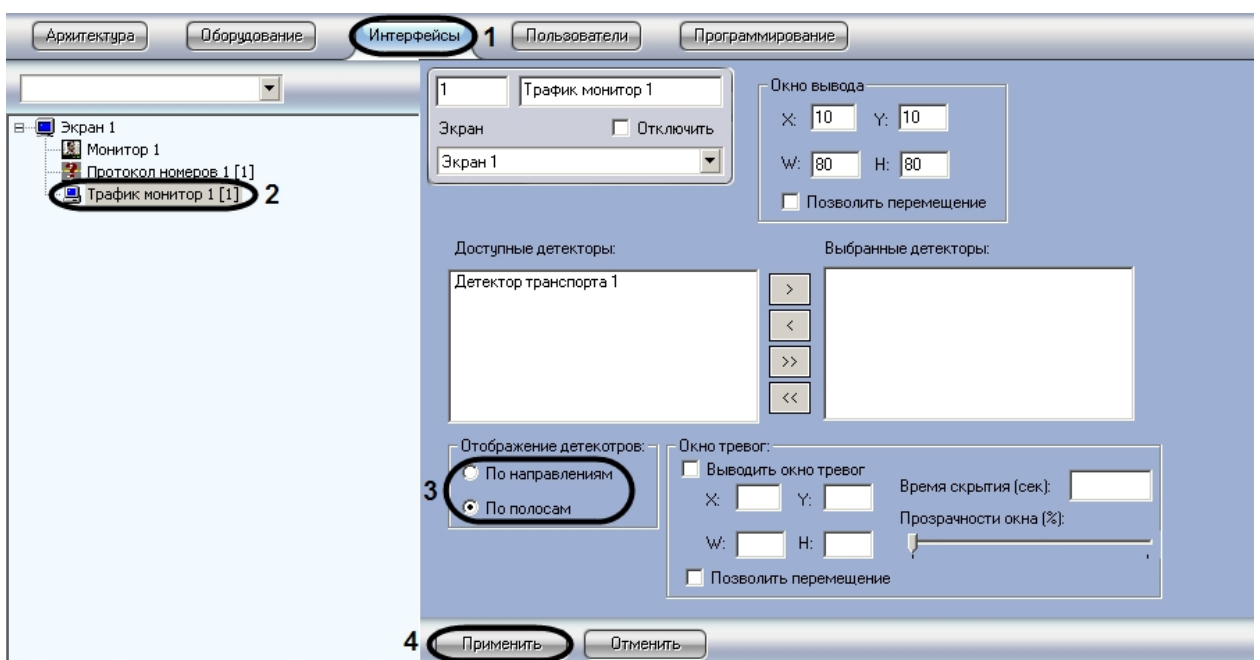 Архитектура Оборудование Интерфейсы 1 Пользователи Программирование
Экран 1
Монитор 1
Протокол номеров 1 [1]
Трафик монитор 1 [1] 2
1 Трафик монитор 1
Экран Отключить
Экран 1
Окно вывода
X: 10 Y: 10
W: 80 H: 80
Позволить перемещение
Доступные детекторы: Выбранные детекторы:
Детектор транспорта 1
>
<
>>
<<
Отображение детекотров:
3
По направлениям
По полосам
Окно тревог:
Выводить окно тревог
X: Y:
W: H:
Время скрытия (сек):
Прозрачности окна (%):
Позволить перемещение
4 Применить Отменить